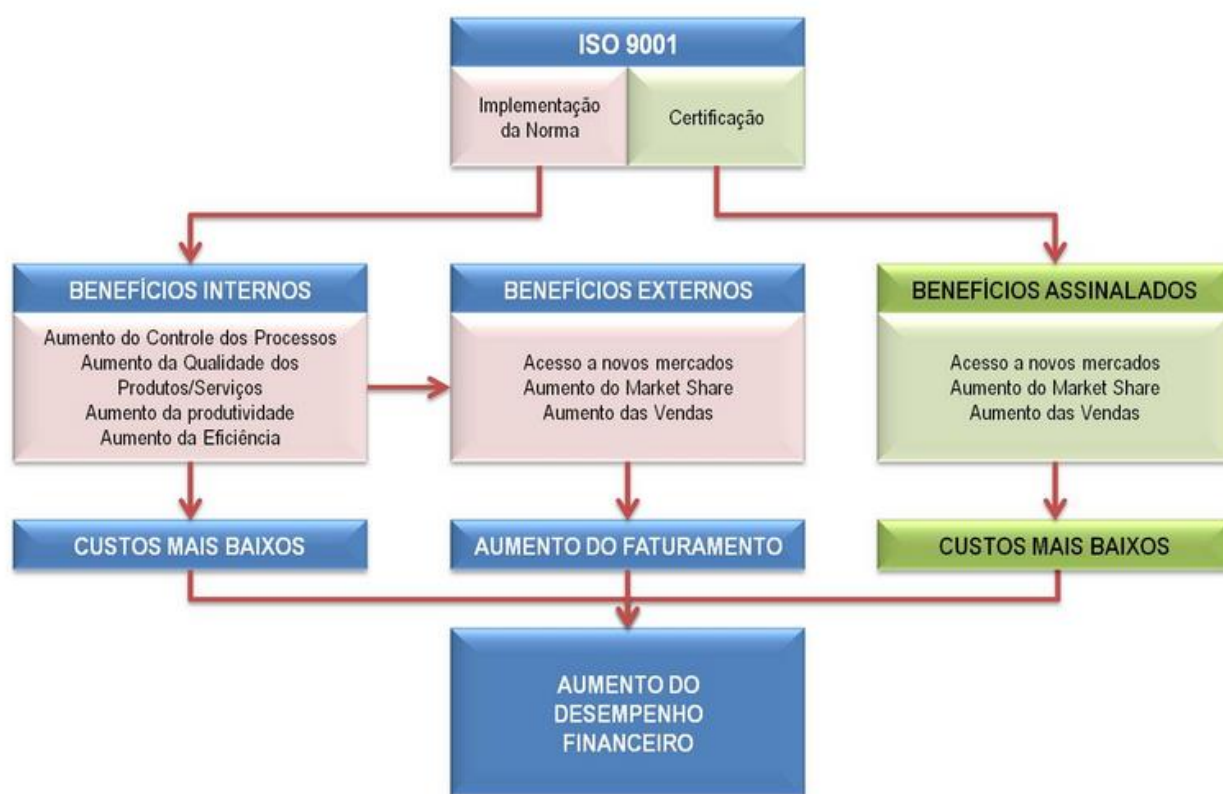 ISO 9001
Implementação
da Norma
Certificação
BENEFÍCIOS INTERNOS
Aumento do Controle dos Processos
Aumento da Qualidade dos
Produtos/Serviços
Aumento da produtividade
Aumento da Eficiência
BENEFÍCIOS EXTERNOS
Acesso a novos mercados
Aumento do Market Share
Aumento das Vendas
BENEFÍCIOS ASSINALADOS
Acesso a novos mercados
Aumento do Market Share
Aumento das Vendas
CUSTOS MAIS BAIXOS
AUMENTO DO FATURAMENTO
CUSTOS MAIS BAIXOS
AUMENTO DO
DESEMPENHO
FINANCEIRO